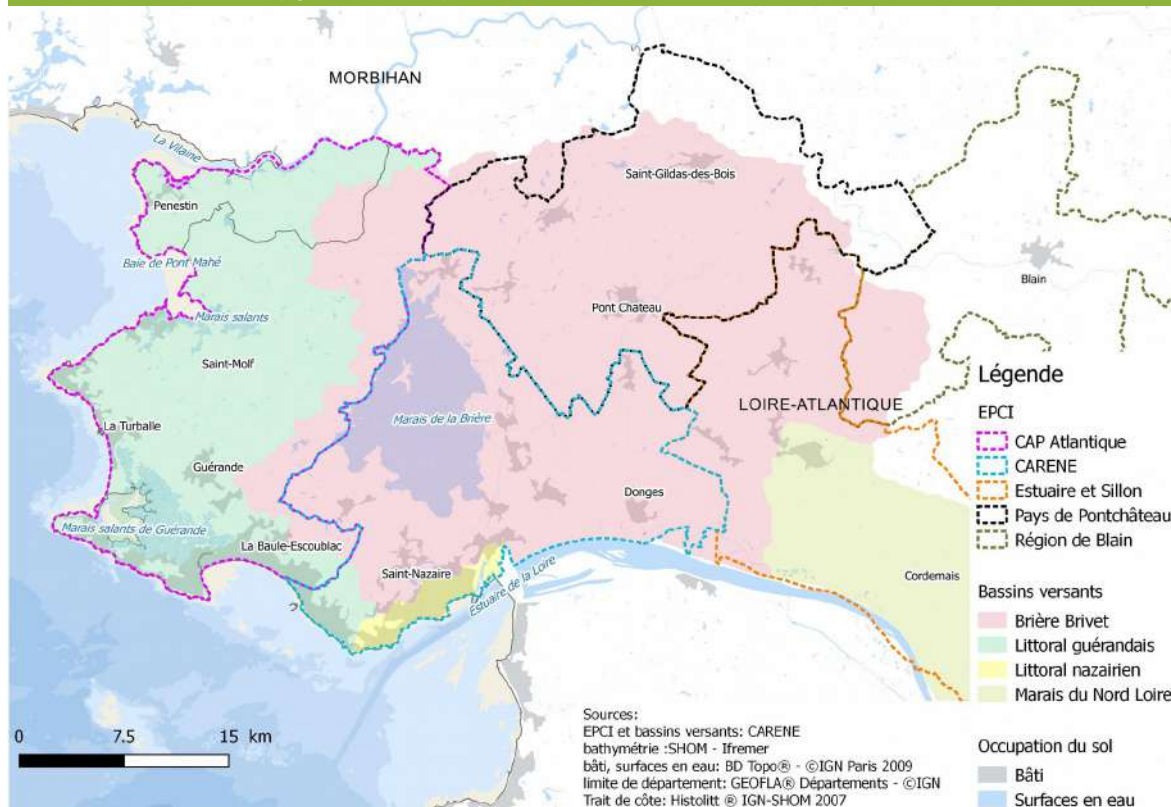 MORBIHAN
La Vilaine
Saint-Gildas-des-Bois
Penestin
Baie de Pont Mahé
Blain
Marais salants
Pont Chateau
Saint-Molf
Légende
LOIRE-ATLANTIQUE
EPCI
Marais de la Brière
La Turballe
CAP Atlantique
CARENE
Guérande
Estuaire et Sillon
Donges
Pays de Pontchâteau
Marais salants de Guérande
Région de Blain
La Baule-Escoublac
Saint-Nazaire
Cordemais
Estuaire de la Loire
Bassins versants
Brière Brivet
Littoral guérandais
Littoral nazairien
Marais du Nord Loire
0 7.5 15 km
Sources:
EPCI et bassins versants: CARENE
bathymétrie :SHOM - Ifremer
bâti, surfaces en eau: BD Topo® - ©IGN Paris 2009
limite de département: GEOFLA® Départements - ©IGN
Trait de côte: Histolitt ® IGN-SHOM 2007
Occupation du sol
Bâti
Surfaces en eau